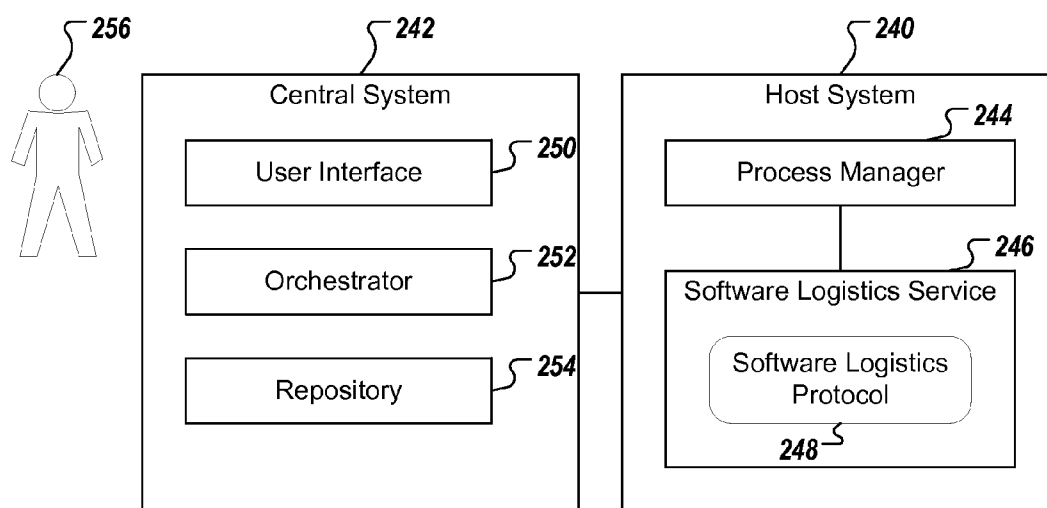 256
242
240
Central System
Host System
User Interface
250
Orchestrator
252
Repository
254
244
Process Manager
246
Software Logistics Service
Software Logistics
Protocol
248